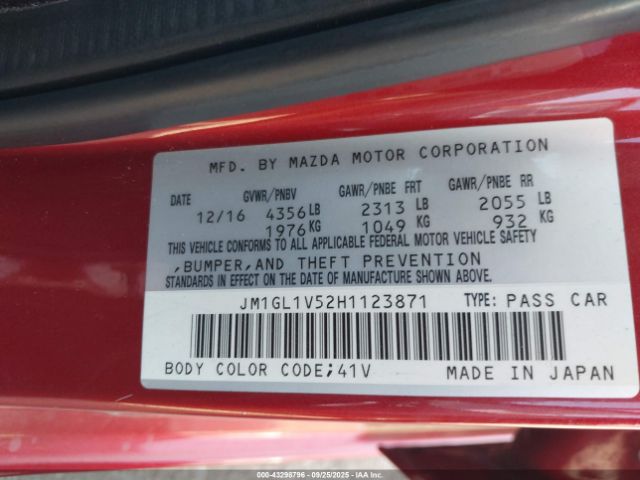 MFD. BY MAZDA MOTOR CORPORATION
DATE GVWR/PNBV GAWR/PNBE FRT GAWR/PNBE RR
12/16 4356 LB 2313 LB 2055 LB
1976 KG 1049 KG 932 KG
THIS VEHICLE CONFORMS TO ALL APPLICABLE FEDERAL MOTOR VEHICLE SAFETY
,BUMPER,AND THEFT PREVENTION
STANDARDS IN EFFECT ON THE DATE OF MANUFACTURE SHOWN ABOVE.
JM1GL1V52H1123871 TYPE: PASS CAR
BODY COLOR CODE;41V MADE IN JAPAN
00-43298796 - 09/25/2025 - IAAI.COM